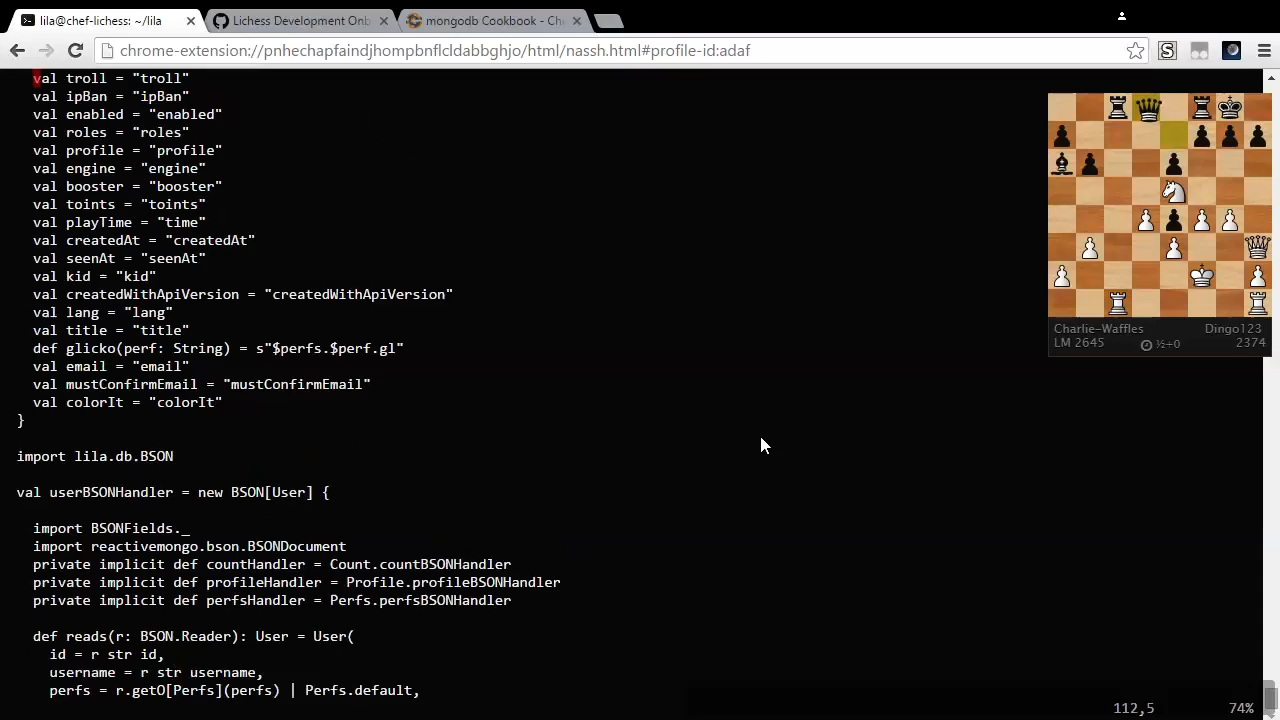 lila@chef-lichess: ~/lila
Lichess Development Onb
mongodb Cookbook - Che
chrome-extension://pnhechapfaindjhompbnflcldabbghjo/html/nassh.html#profile-id:adaf
val troll = "troll"
val ipBan = "ipBan"
val enabled = "enabled"
val roles = "roles"
val profile = "profile"
val engine = "engine"
val booster = "booster"
val toints = "toints"
val playTime = "time"
val createdAt = "createdAt"
val seenAt = "seenAt"
val kid = "kid"
val createdWithApiVersion = "createdWithApiVersion"
val lang = "lang"
val title = "title"
def glicko(perf: String) = s"$perfs.$perf.gl"
val email = "email"
val mustConfirmEmail = "mustConfirmEmail"
val colorIt = "colorIt"
}
import lila.db.BSON
val userBSONHandler = new BSON[User] {
import BSONFields._
import reactivemongo.bson.BSONDocument
private implicit def countHandler = Count.countBSONHandler
private implicit def profileHandler = Profile.profileBSONHandler
private implicit def perfsHandler = Perfs.perfsBSONHandler
def reads(r: BSON.Reader): User = User(
id = r str id,
username = r str username,
perfs = r.getO[Perfs](perfs) | Perfs.default,
112,5 74%
Charlie-Waffles Dingo123
LM 2645 ½+0 2374